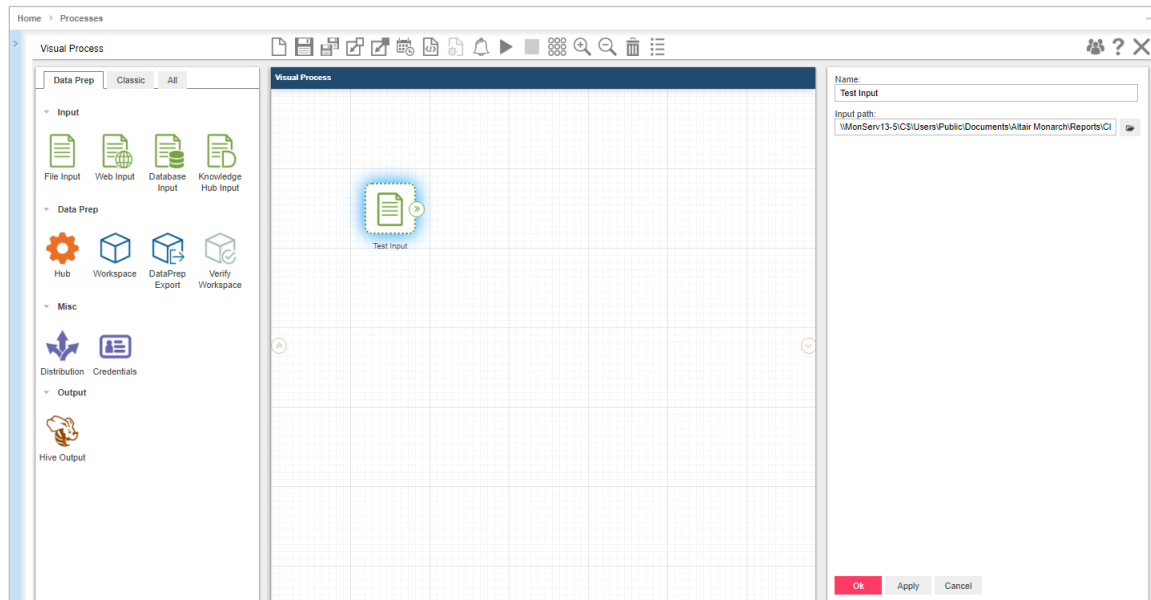 Home > Processes
>
Visual Process
?
Data Prep Classic All
Input
File Input Web Input Database Input Knowledge Hub Input
Data Prep
Hub Workspace DataPrep Export Verify Workspace
Misc
Distribution Credentials
Output
Hive Output
Visual Process
Test Input
Name:
Test Input
Input path:
\\MonServ13-5\C$\Users\Public\Documents\Altair Monarch\Reports\Cl
Ok Apply Cancel